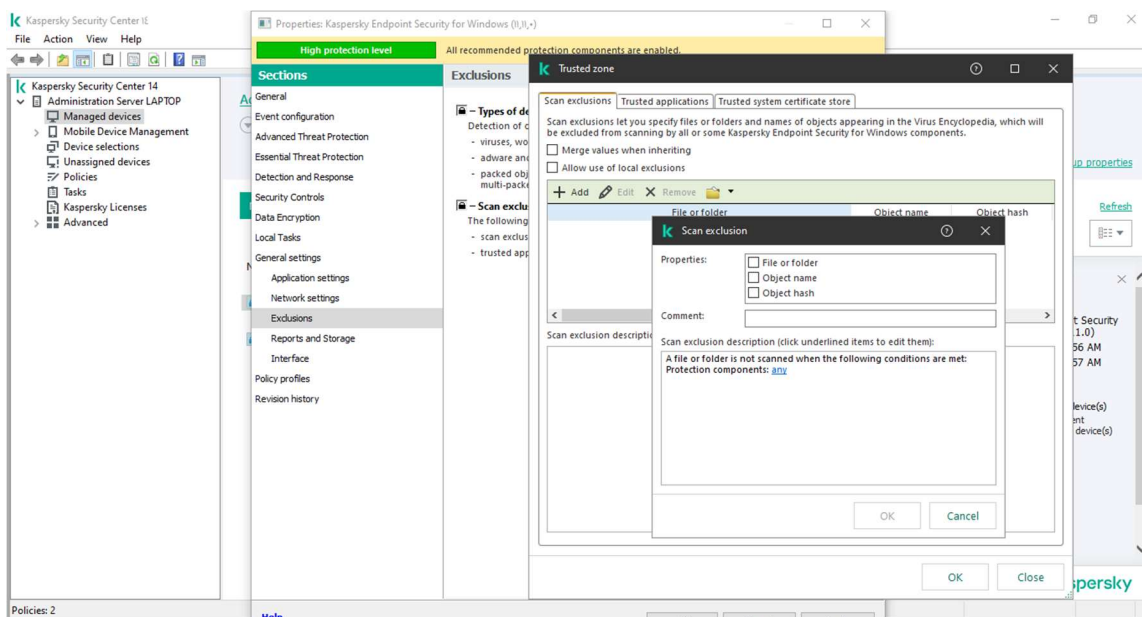 Kaspersky Security Center
File Action View Help
Kaspersky Security Center 14
Administration Server LAPTOP
Managed devices
Mobile Device Management
Device selections
Unassigned devices
Policies
Tasks
Kaspersky Licenses
Advanced
Policies: 2
Properties: Kaspersky Endpoint Security for Windows
High protection level
All recommended protection components are enabled.
Sections
General
Event configuration
Advanced Threat Protection
Essential Threat Protection
Detection and Response
Security Controls
Data Encryption
Local Tasks
General settings
Application settings
Network settings
Exclusions
Reports and Storage
Interface
Policy profiles
Revision history
Help
Exclusions
– Types of de
Detection of o
- viruses, wo
- adware and
- packed obj
multi-packe
– Scan exclu
The following
- scan exclus
- trusted app
Trusted zone
Scan exclusions Trusted applications Trusted system certificate store
Scan exclusions let you specify files or folders and names of objects appearing in the Virus Encyclopedia, which will
be excluded from scanning by all or some Kaspersky Endpoint Security for Windows components.
Merge values when inheriting
Allow use of local exclusions
Add Edit Remove
File or folder Object name Object hash
Scan exclusion descriptio
OK Close
Scan exclusion
Properties:
File or folder
Object name
Object hash
Comment:
Scan exclusion description (click underlined items to edit them):
A file or folder is not scanned when the following conditions are met:
Protection components: any
OK Cancel
up properties
Refresh
t Security
1.0)
56 AM
57 AM
device(s)
ent
device(s)
spersky